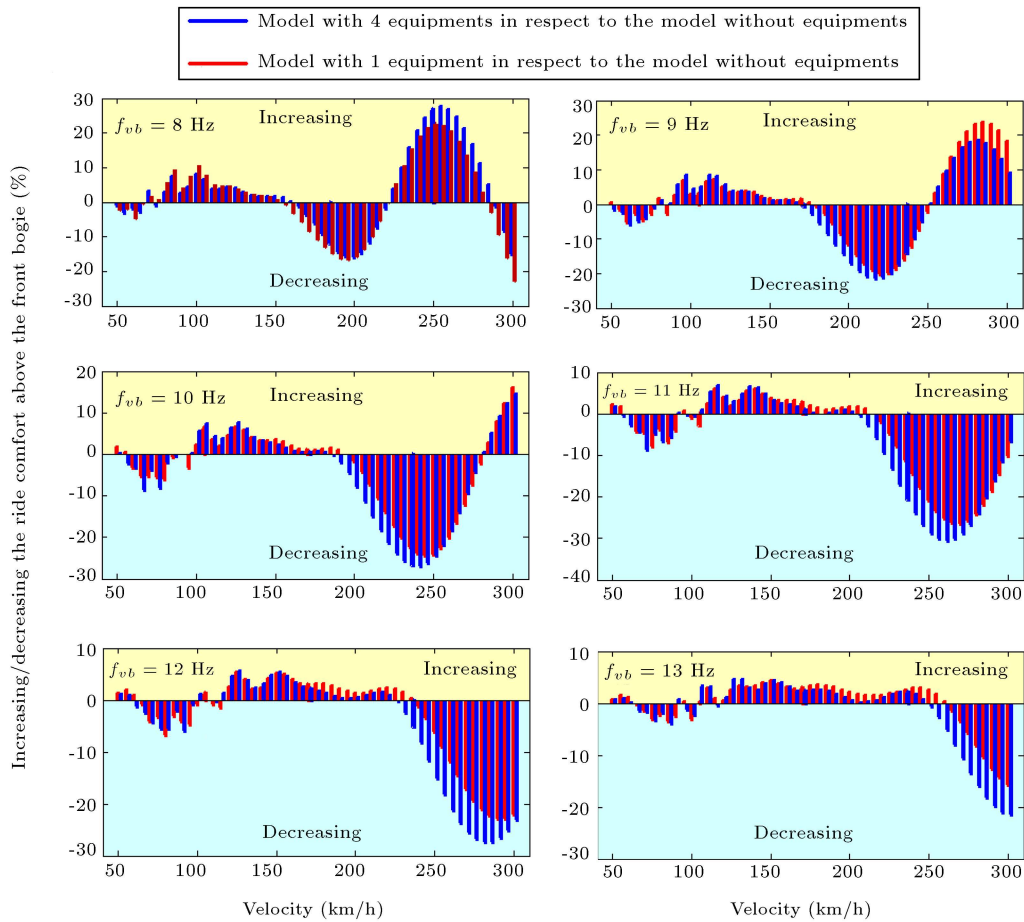 Model with 4 equipments in respect to the model without equipments
Model with 1 equipment in respect to the model without equipments
Increasing/decreasing the ride comfort above the front bogie (%)
30
20
10
0
-10
-20
-30
f_vb = 8 Hz
Increasing
Decreasing
50 100 150 200 250 300
30
20
10
0
-10
-20
-30
f_vb = 9 Hz
Increasing
Decreasing
50 100 150 200 250 300
20
10
0
-10
-20
-30
f_vb = 10 Hz
Increasing
Decreasing
50 100 150 200 250 300
10
0
-10
-20
-30
-40
f_vb = 11 Hz
Increasing
Decreasing
50 100 150 200 250 300
10
0
-10
-20
-30
f_vb = 12 Hz
Increasing
Decreasing
50 100 150 200 250 300
Velocity (km/h)
10
0
-10
-20
-30
f_vb = 13 Hz
Increasing
Decreasing
50 100 150 200 250 300
Velocity (km/h)